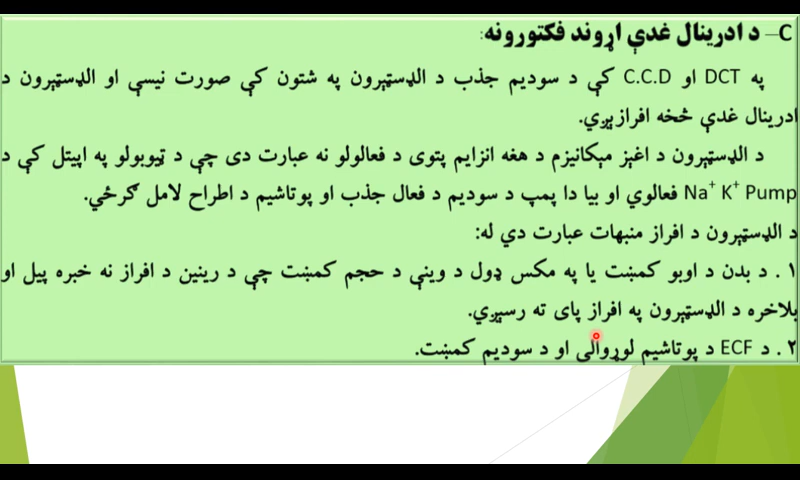 C– د ادرینال غدې اړوند فکتورونه:
په DCT او C.C.D کې د سودیم جذب د الډسټېرون په شتون کې صورت نیسي او الډسټېرون د
ادرینال غدې څخه افرازېږي.
د الډسټېرون د اغېز مېکانیزم د هغه انزایم پتوی د فعالولو نه عبارت دی چې د ټیوبولو په اپیتل کې د
Na⁺ K⁺ Pump فعالوي او بیا دا پمپ د سودیم د فعال جذب او پوتاشیم د اطراح لامل ګرځي.
د الډسټېرون د افراز منبهات عبارت دي له:
۱ . د بدن د اوبو کمښت یا په مکس ډول د وینې د حجم کمښت چې د رینین د افراز نه خبره پیل او
بلاخره د الډسټېرون په افراز پای ته رسېږي.
۲ . د ECF د پوتاشیم لوړوالی او د سودیم کمښت.